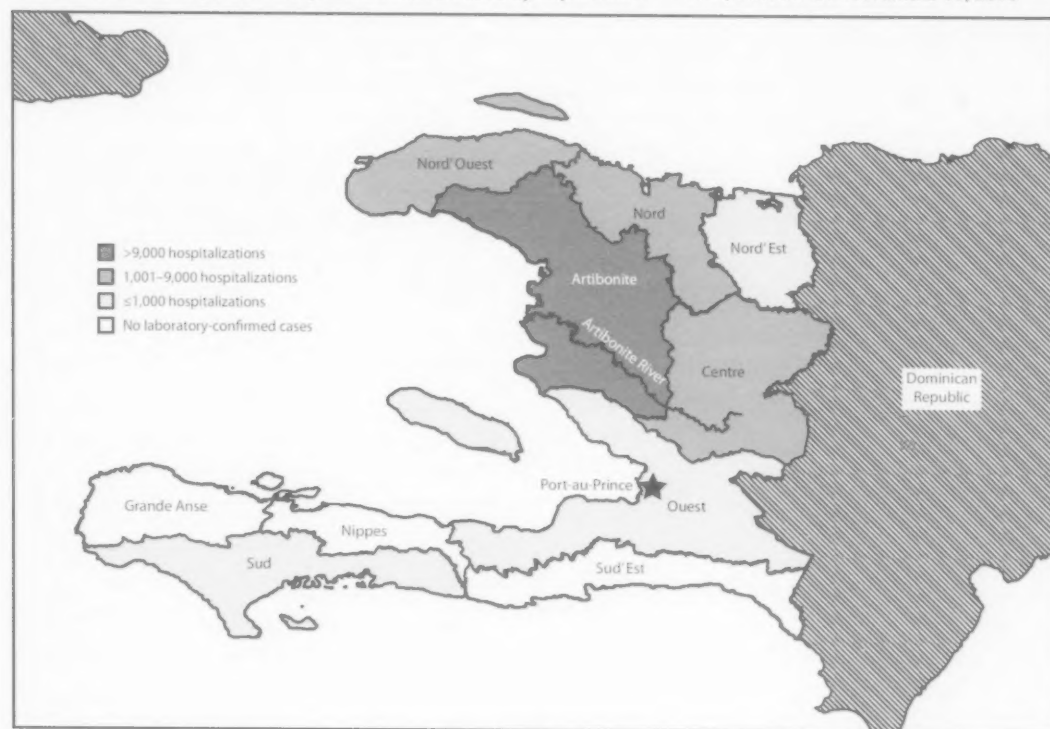 Nord'Ouest
Nord
Nord'Est
>9,000 hospitalizations
1,001–9,000 hospitalizations
≤1,000 hospitalizations
No laboratory-confirmed cases
Artibonite
Artibonite River
Centre
Dominican
Republic
Port-au-Prince
Ouest
Grande Anse
Nippes
Sud
Sud'Est